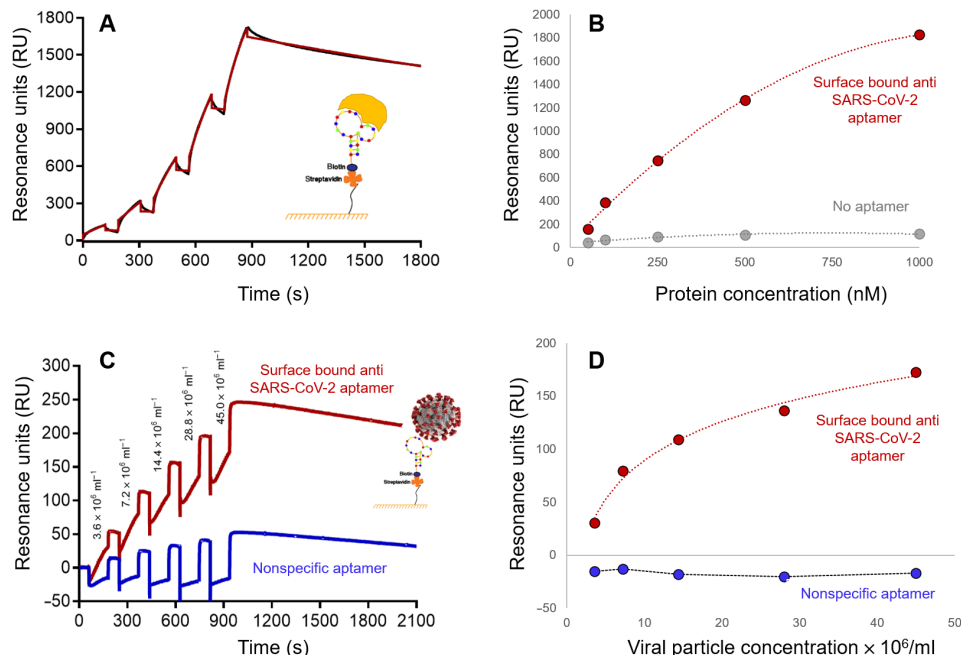 A
Resonance units (RU)
1800
1500
1200
900
600
300
0
Biotin
Streptavidin
0 300 600 900 1200 1500 1800
Time (s)
B
Resonance units (RU)
2000
1800
1600
1400
1200
1000
800
600
400
200
0
Surface bound anti
SARS-CoV-2
aptamer
No aptamer
0 250 500 750 1000
Protein concentration (nM)
C
Resonance units (RU)
300
250
200
150
100
50
0
−50
3.6 × 10⁶ ml⁻¹
7.2 × 10⁶ ml⁻¹
14.4 × 10⁶ ml⁻¹
28.8 × 10⁶ ml⁻¹
45.0 × 10⁶ ml⁻¹
Surface bound anti
SARS-CoV-2 aptamer
Biotin
Streptavidin
Nonspecific aptamer
0 300 600 900 1200 1500 1800 2100
Time (s)
D
Resonance units (RU)
200
150
100
50
0
−50
Surface bound anti
SARS-CoV-2
aptamer
Nonspecific aptamer
0 10 20 30 40 50
Viral particle concentration × 10⁶/ml